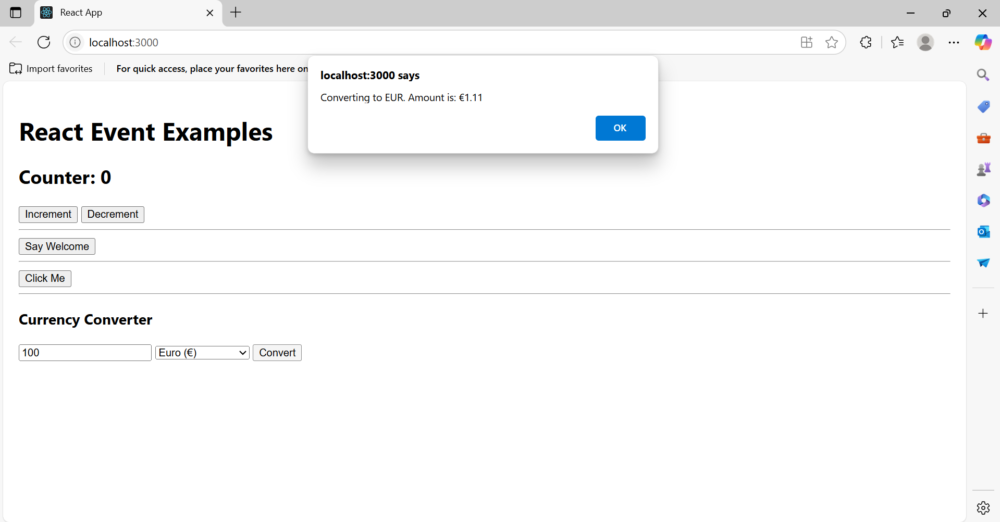 React App
localhost:3000
Import favorites
For quick access, place your favorites here on
localhost:3000 says
Converting to EUR. Amount is: €1.11
OK
React Event Examples
Counter: 0
Increment Decrement
Say Welcome
Click Me
Currency Converter
100 Euro (€) Convert